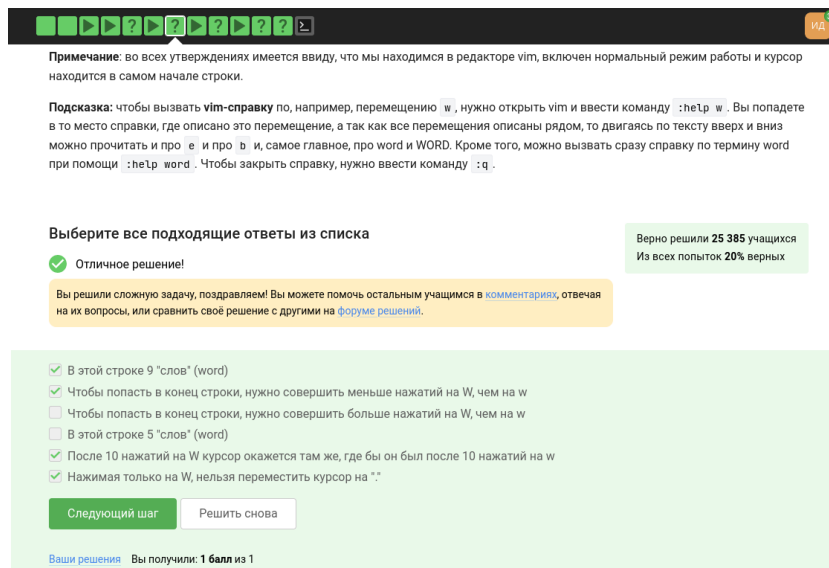 ИД
Примечание: во всех утверждениях имеется ввиду, что мы находимся в редакторе vim, включен нормальный режим работы и курсор
находится в самом начале строки.
Подсказка: чтобы вызвать vim-справку по, например, перемещению w , нужно открыть vim и ввести команду :help w . Вы попадете
в то место справки, где описано это перемещение, а так как все перемещения описаны рядом, то двигаясь по тексту вверх и вниз
можно прочитать и про e и про b и, самое главное, про word и WORD. Кроме того, можно вызвать сразу справку по термину word
при помощи :help word . Чтобы закрыть справку, нужно ввести команду :q .
Выберите все подходящие ответы из списка
Верно решили 25 385 учащихся
Из всех попыток 20% верных
Отличное решение!
Вы решили сложную задачу, поздравляем! Вы можете помочь остальным учащимся в комментариях, отвечая
на их вопросы, или сравнить своё решение с другими на форуме решений.
В этой строке 9 "слов" (word)
Чтобы попасть в конец строки, нужно совершить меньше нажатий на W, чем на w
Чтобы попасть в конец строки, нужно совершить больше нажатий на W, чем на w
В этой строке 5 "слов" (word)
После 10 нажатий на W курсор окажется там же, где бы он был после 10 нажатий на w
Нажимая только на W, нельзя переместить курсор на "."
Следующий шаг Решить снова
Ваши решения Вы получили: 1 балл из 1